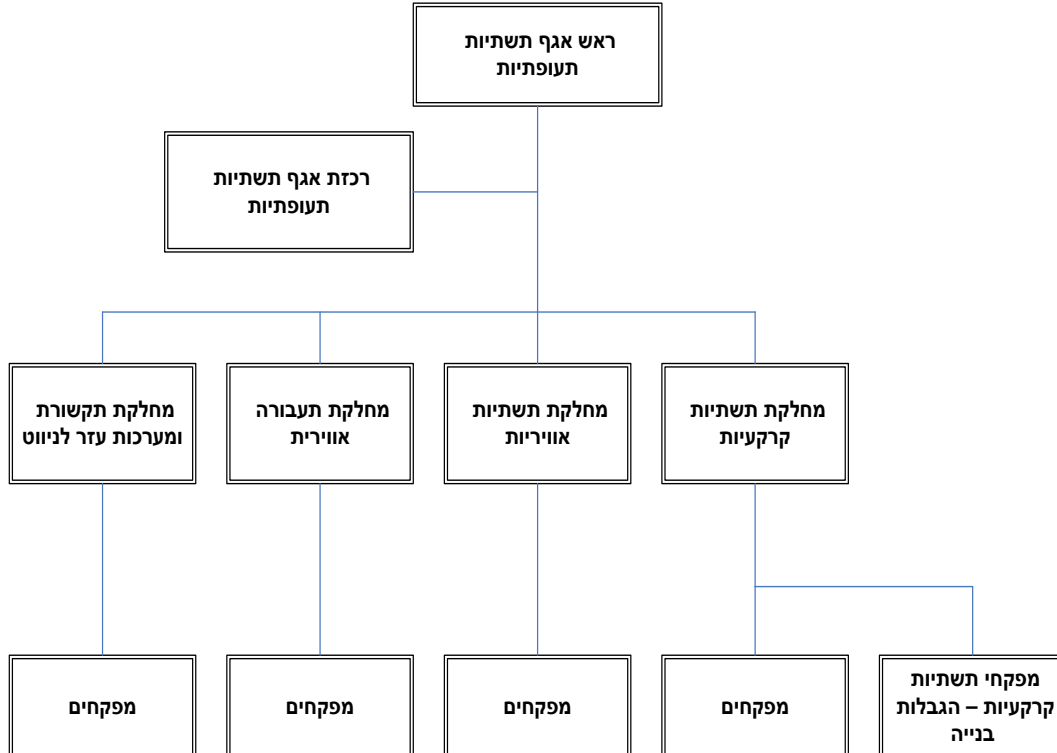 ראש אגף תשתיות
תעופתיות
רכזת אגף תשתיות
תעופתיות
מחלקת תשתיות
קרקעיות
מחלקת תשתיות
אוויריות
מחלקת תעבורה
אווירית
מחלקת תקשורת
ומערכות עזר לניווט
מפקחי תשתיות
קרקעיות – הגבלות
בנייה
מפקחים
מפקחים
מפקחים
מפקחים